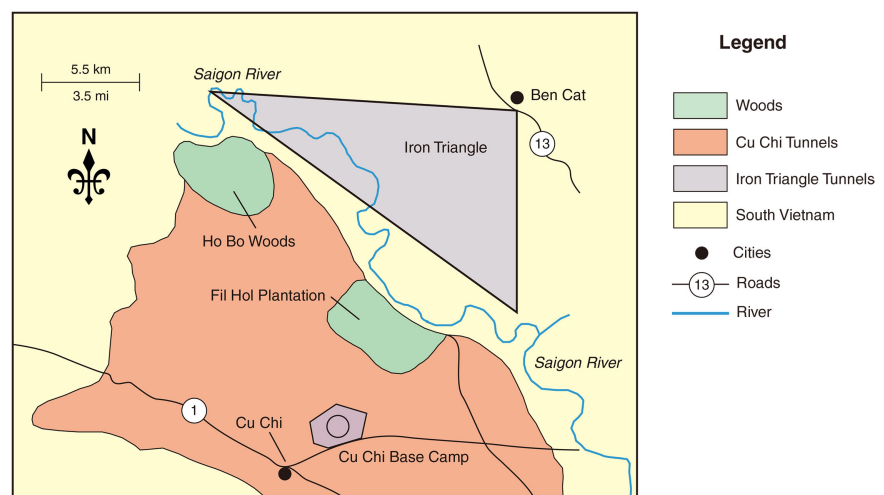 Legend
5.5 km
3.5 mi
Saigon River
Ben Cat
13
Iron Triangle
N
Ho Bo Woods
Fil Hol Plantation
Saigon River
1
Cu Chi
Cu Chi Base Camp
Woods
Cu Chi Tunnels
Iron Triangle Tunnels
South Vietnam
Cities
13
Roads
River